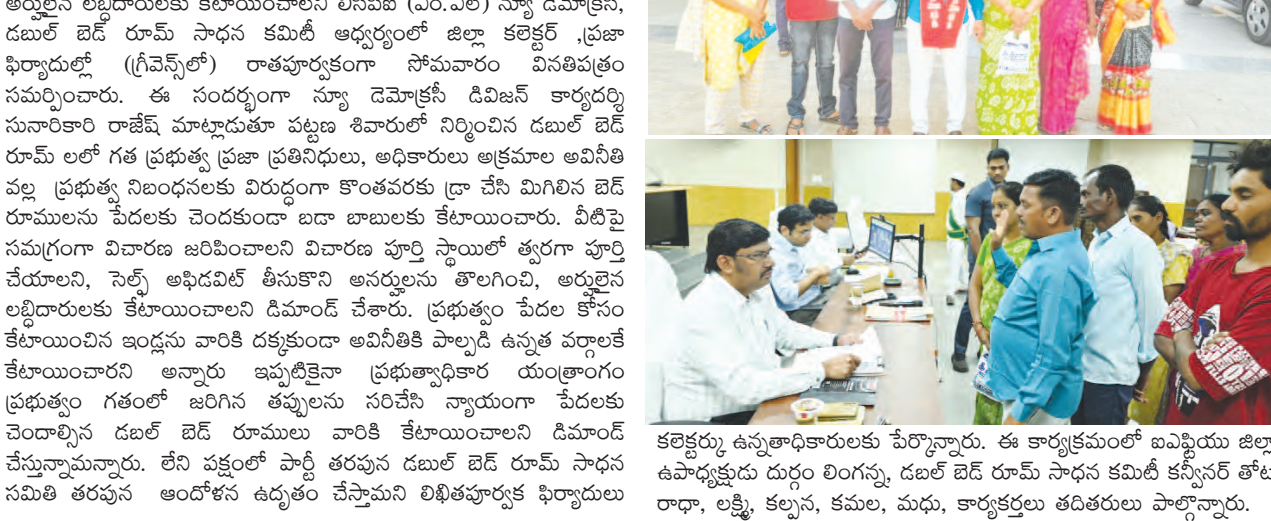 అర్హులైన లబ్ధిదారులకు కేటాయించాలని లిసిపిఐ (ఎం.ఎల్) న్యూ డెమోక్రసీ,
డబుల్ బెడ్ రూమ్ సాధన కమిటీ ఆధ్వర్యంలో జిల్లా కలెక్టర్ ,ప్రజా
ఫిర్యాదుల్లో (గ్రీవెన్స్‌లో) రాతపూర్వకంగా సోమవారం వినతిపత్రం
సమర్పించారు. ఈ సందర్భంగా న్యూ డెమోక్రసీ డివిజన్ కార్యదర్శి
సునారికారి రాజేష్ మాట్లాడుతూ పట్టణ శివారులో నిర్మించిన డబుల్ బెడ్
రూమ్ లలో గత ప్రభుత్వ ప్రజా ప్రతినిధులు, అధికారులు అక్రమాల అవినీతి
వల్ల ప్రభుత్వ నిబంధనలకు విరుద్ధంగా కొంతవరకు డ్రా చేసి మిగిలిన బెడ్
రూములను పేదలకు చెందకుండా బడా బాబులకు కేటాయించారు. వీటిపై
సమగ్రంగా విచారణ జరిపించాలని విచారణ పూర్తి స్థాయిలో త్వరగా పూర్తి
చేయాలని, సెల్ఫ్ అఫిడవిట్ తీసుకొని అనర్హులను తొలగించి, అర్హులైన
లబ్ధిదారులకు కేటాయించాలని డిమాండ్ చేశారు. ప్రభుత్వం పేదల కోసం
కేటాయించిన ఇండ్లను వారికి దక్కకుండా అవినీతికి పాల్పడి ఉన్నత వర్గాలకే
కేటాయించారని అన్నారు ఇప్పటికైనా ప్రభుత్వాధికార యంత్రాంగం
ప్రభుత్వం గతంలో జరిగిన తప్పులను సరిచేసి న్యాయంగా పేదలకు
చెందాల్సిన డబల్ బెడ్ రూములు వారికి కేటాయించాలని డిమాండ్
చేస్తున్నామన్నారు. లేని పక్షంలో పార్టీ తరపున డబుల్ బెడ్ రూమ్ సాధన
సమితి తరపున ఆందోళన ఉదృతం చేస్తామని లిఖితపూర్వక ఫిర్యాదులు
కలెక్టర్కు ఉన్నతాధికారులకు పేర్కొన్నారు. ఈ కార్యక్రమంలో ఐఎఫ్టియు జిల్లా
ఉపాధ్యక్షుడు దుర్గం లింగన్న, డబల్ బెడ్ రూమ్ సాధన కమిటీ కన్వీనర్ తోట
రాధా, లక్ష్మి, కల్పన, కమల, మధు, కార్యకర్తలు తదితరులు పాల్గొన్నారు.